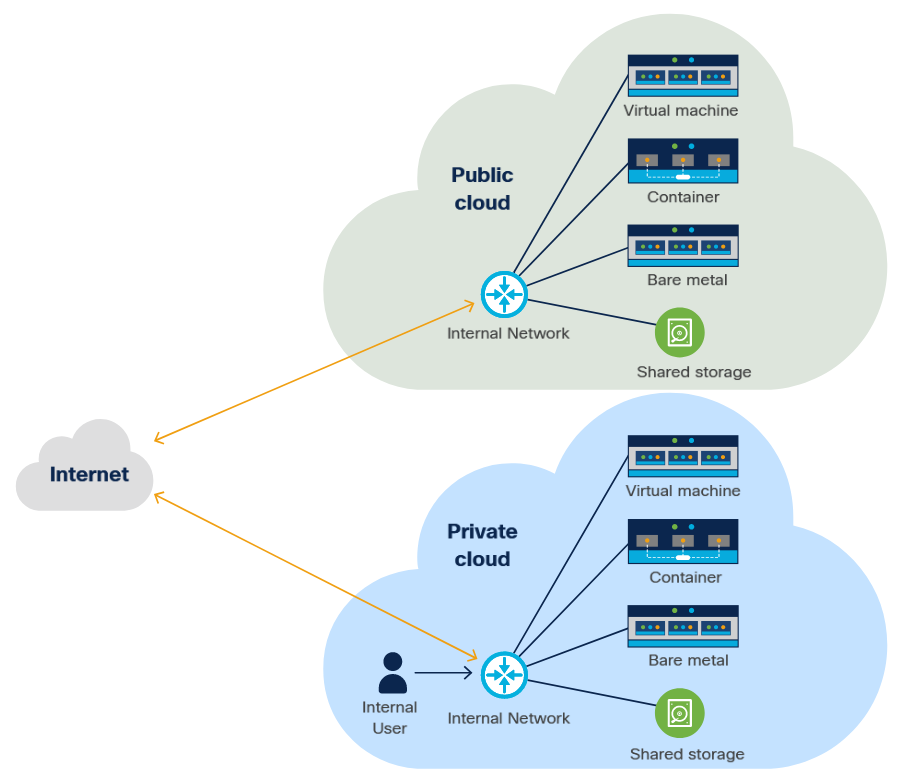 Public
cloud
Virtual machine
Container
Bare metal
Internal Network
Shared storage
Internet
Private
cloud
Virtual machine
Container
Bare metal
Internal
User
Internal Network
Shared storage